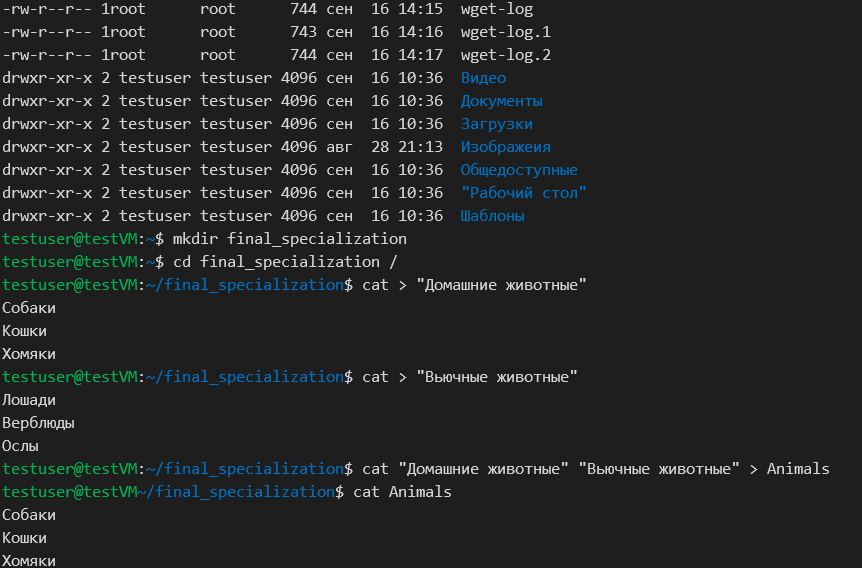 -rw-r--r-- 1root      root      744 сен  16 14:15  wget-log
-rw-r--r-- 1root      root      743 сен  16 14:16  wget-log.1
-rw-r--r-- 1root      root      744 сен  16 14:17  wget-log.2
drwxr-xr-x 2 testuser testuser 4096 сен  16 10:36  Видео
drwxr-xr-x 2 testuser testuser 4096 сен  16 10:36  Документы
drwxr-xr-x 2 testuser testuser 4096 сен  16 10:36  Загрузки
drwxr-xr-x 2 testuser testuser 4096 авг  28 21:13  Изображеия
drwxr-xr-x 2 testuser testuser 4096 сен  16 10:36  Общедоступные
drwxr-xr-x 2 testuser testuser 4096 сен  16 10:36  "Рабочий стол"
drwxr-xr-x 2 testuser testuser 4096 сен  16 10:36  Шаблоны
testuser@testVM:~$ mkdir final_specialization
testuser@testVM:~$ cd final_specialization /
testuser@testVM:~/final_specialization$ cat > "Домашние животные"
Собаки
Кошки
Хомяки
testuser@testVM:~/final_specialization$ cat > "Вьючные животные"
Лошади
Верблюды
Ослы
testuser@testVM:~/final_specialization$ cat "Домашние животные" "Вьючные животные" > Animals
testuser@testVM~/final_specialization$ cat Animals
Собаки
Кошки
Хомяки